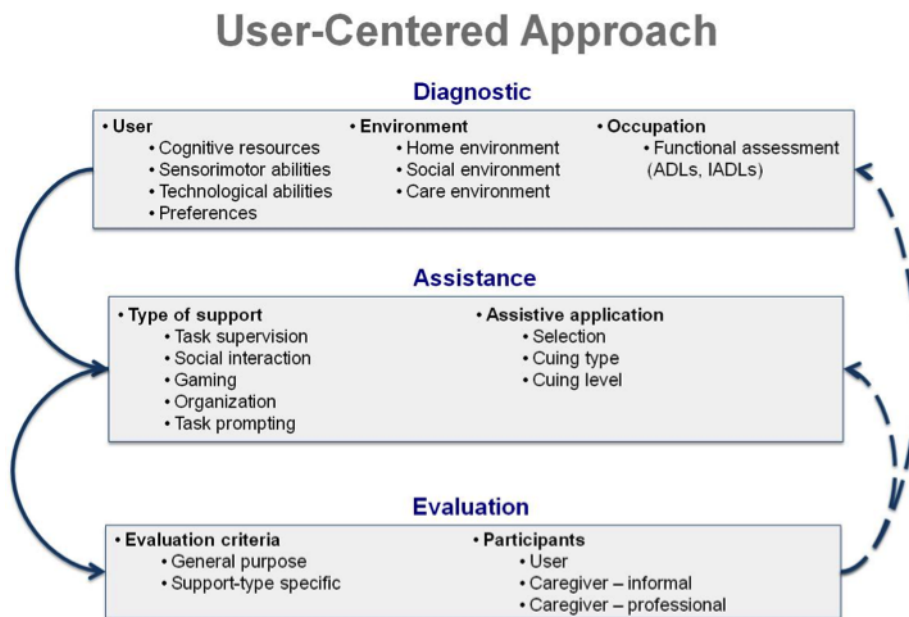 User-Centered Approach
Diagnostic
• User
• Cognitive resources
• Sensorimotor abilities
• Technological abilities
• Preferences
• Environment
• Home environment
• Social environment
• Care environment
• Occupation
• Functional assessment
(ADLs, IADLs)
Assistance
• Type of support
• Task supervision
• Social interaction
• Gaming
• Organization
• Task prompting
• Assistive application
• Selection
• Cuing type
• Cuing level
Evaluation
• Evaluation criteria
• General purpose
• Support-type specific
• Participants
• User
• Caregiver – informal
• Caregiver – professional